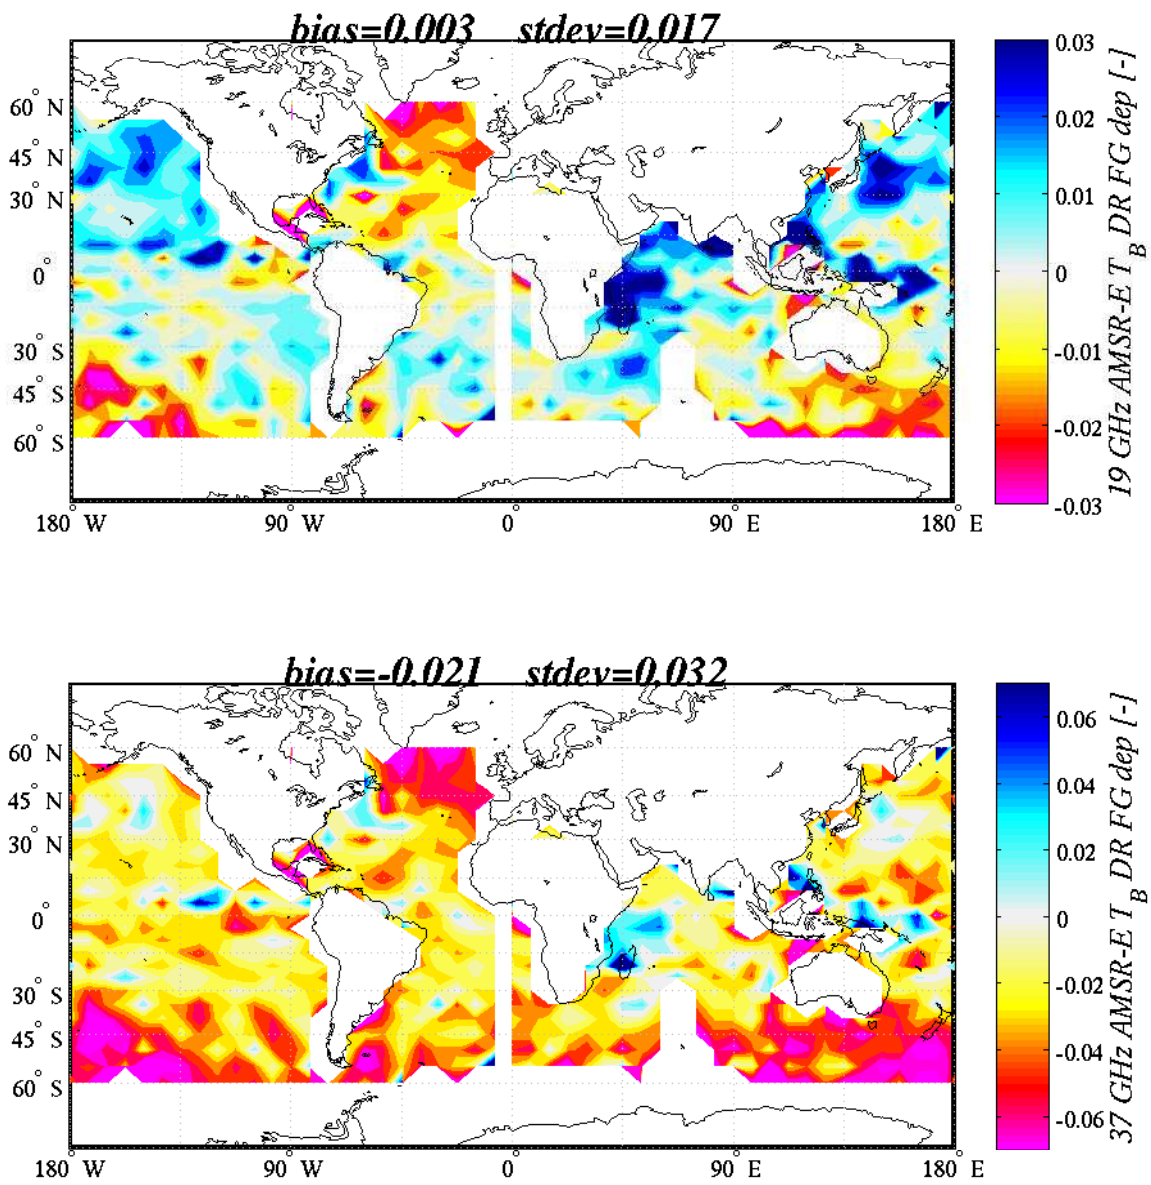 bias=0.003 stdev=0.017
60° N
45° N
30° N
0°
30° S
45° S
60° S
180° W
90° W
0
90° E
180° E
0.03
0.02
0.01
0
-0.01
-0.02
-0.03
19 GHz AMSR-E T_B DR FG dep [-]
bias=-0.021 stdev=0.032
60° N
45° N
30° N
0°
30° S
45° S
60° S
180° W
90° W
0
90° E
180° E
0.06
0.04
0.02
0
-0.02
-0.04
-0.06
37 GHz AMSR-E T_B DR FG dep [-]